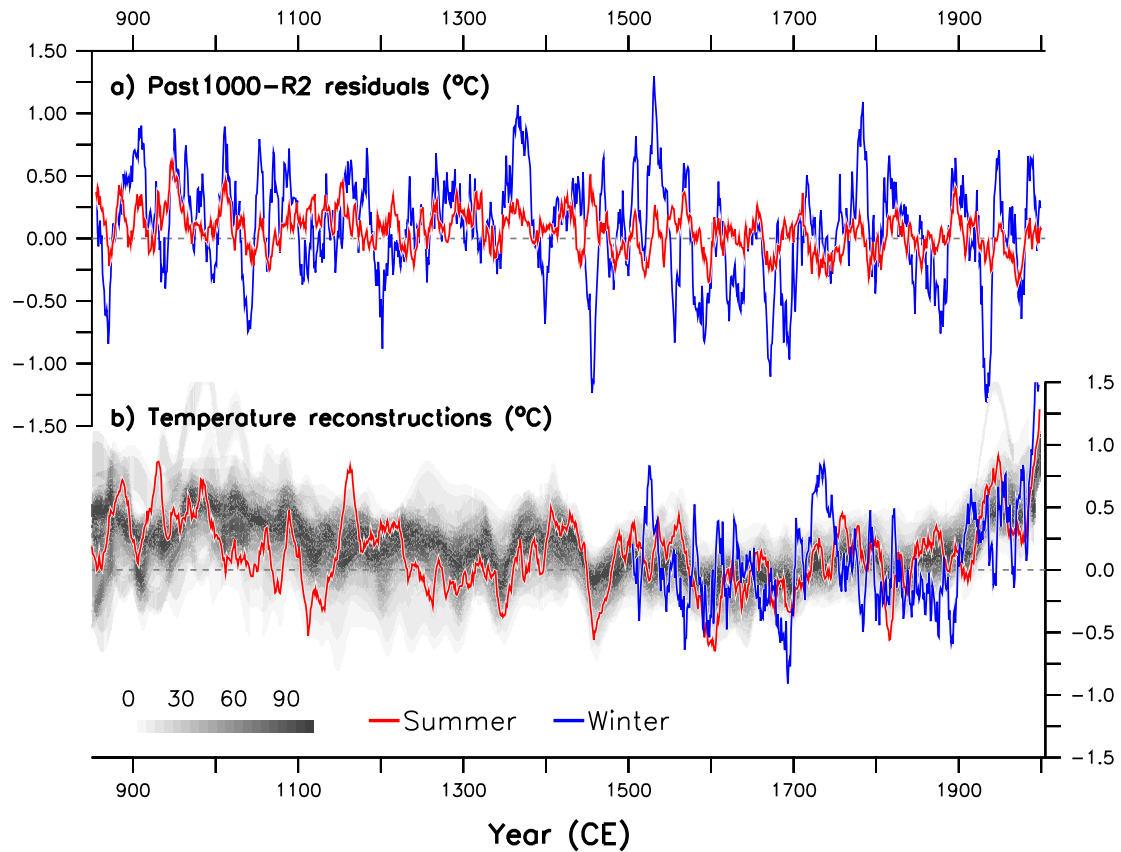 900 1100 1300 1500 1700 1900
1.50
a) Past1000−R2 residuals (ºC)
1.00
0.50
0.00
−0.50
−1.00
1.5
−1.50
b) Temperature reconstructions (ºC)
1.0
0.5
0.0
−0.5
0 30 60 90
−1.0
Summer Winter
−1.5
900 1100 1300 1500 1700 1900
Year (CE)